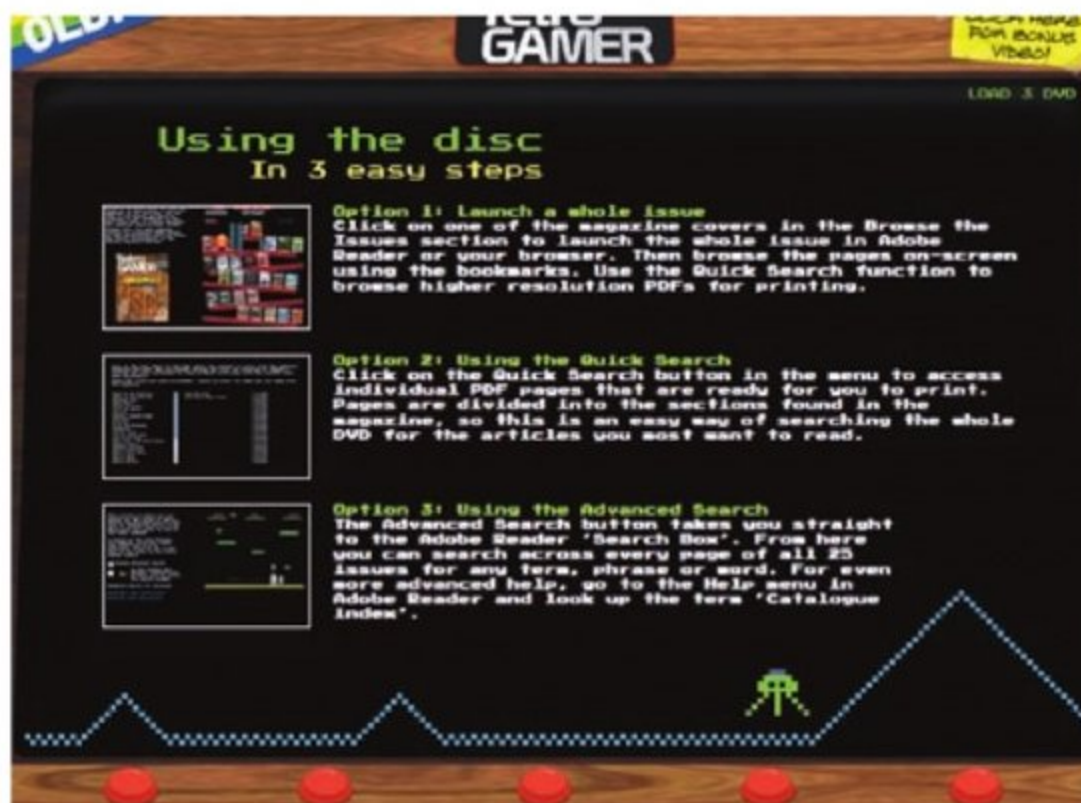 OLD
retro
GAMER
CLICK HERE
FOR BONUS
VIDEO!
LOAD 3 DVD
Using the disc
In 3 easy steps
Option 1: Launch a whole issue
Click on one of the magazine covers in the Browse the
Issues section to launch the whole issue in Adobe
Reader or your browser. Then browse the pages on-screen
using the bookmarks. Use the Quick Search function to
browse higher resolution PDFs for printing.
Option 2: Using the Quick Search
Click on the Quick Search button in the menu to access
individual PDF pages that are ready for you to print.
Pages are divided into the sections found in the
magazine, so this is an easy way of searching the whole
DVD for the articles you most want to read.
Option 3: Using the Advanced Search
The Advanced Search button takes you straight
to the Adobe Reader 'Search Box'. From here
you can search across every page of all 25
issues for any term, phrase or word. For even
more advanced help, go to the Help menu in
Adobe Reader and look up the term 'Catalogue
index'.